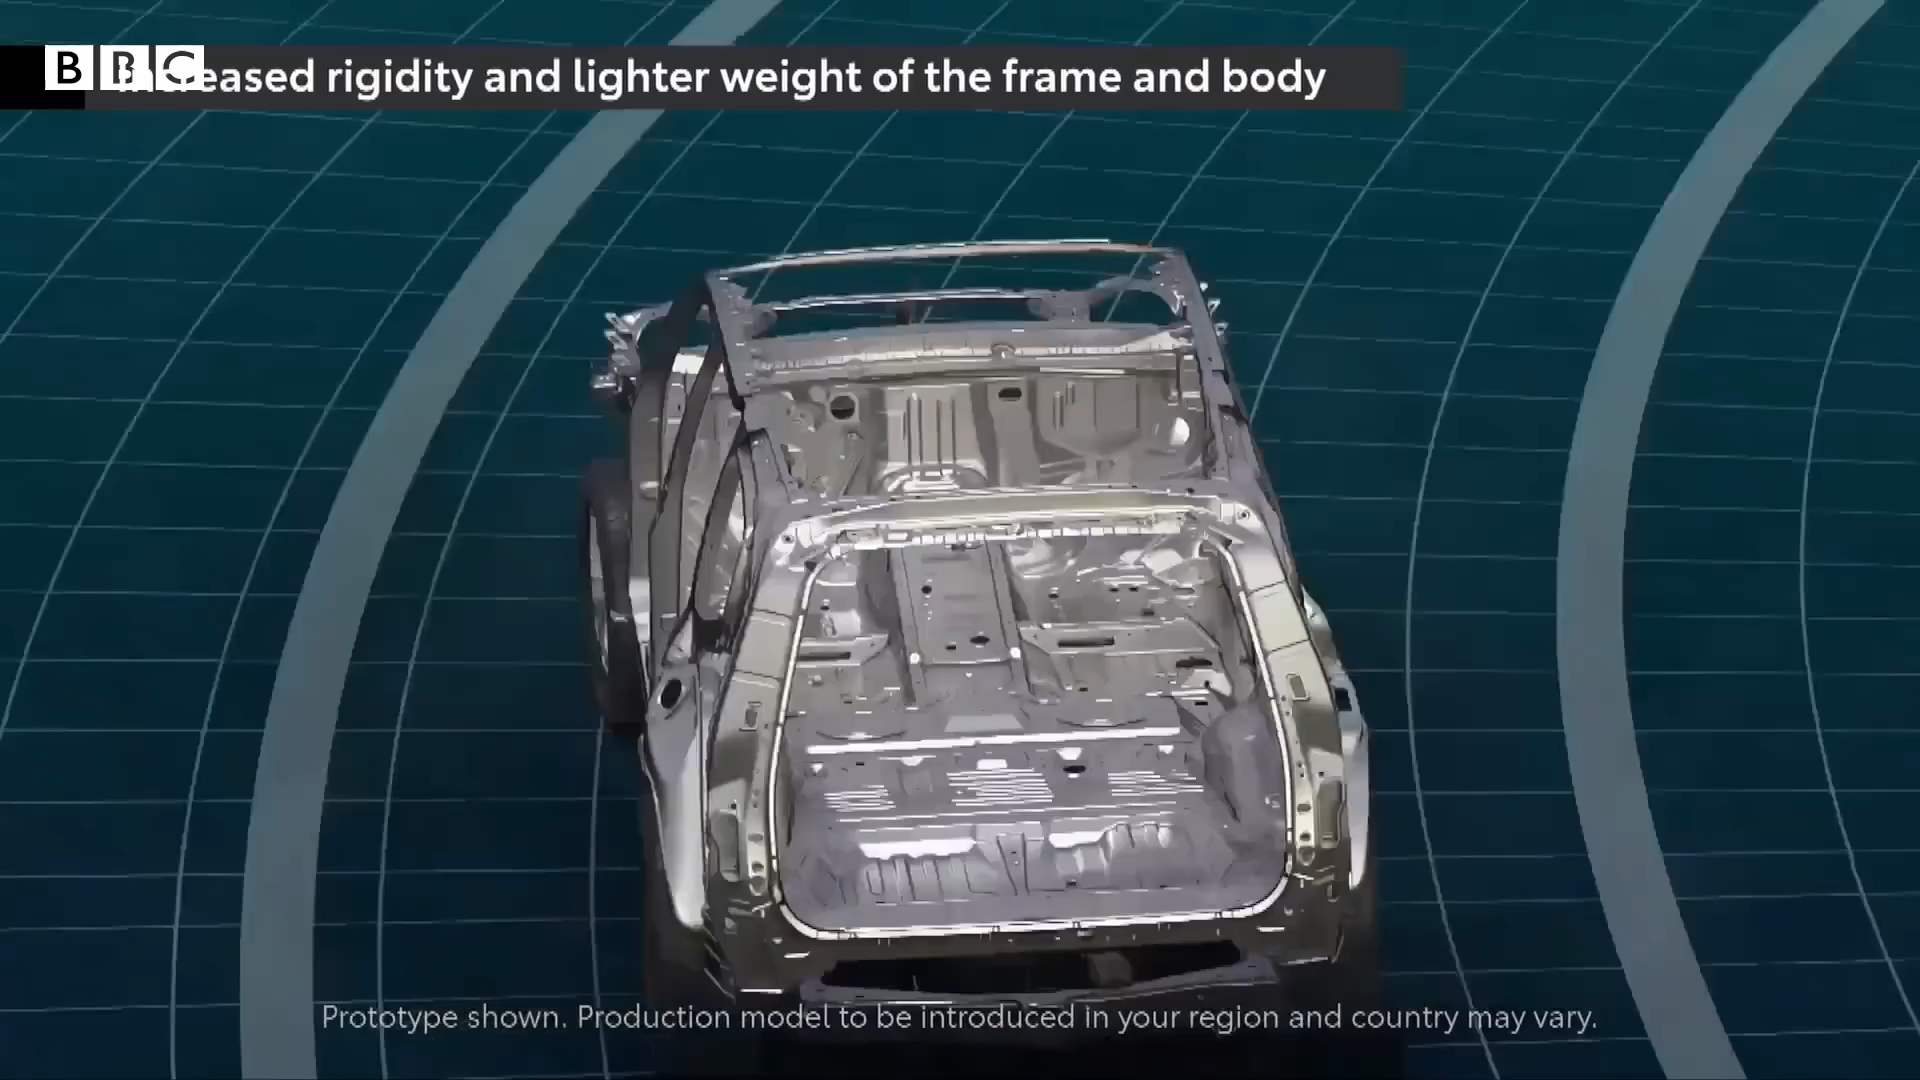 BBC
Increased rigidity and lighter weight of the frame and body
Prototype shown. Production model to be introduced in your region and country may vary.